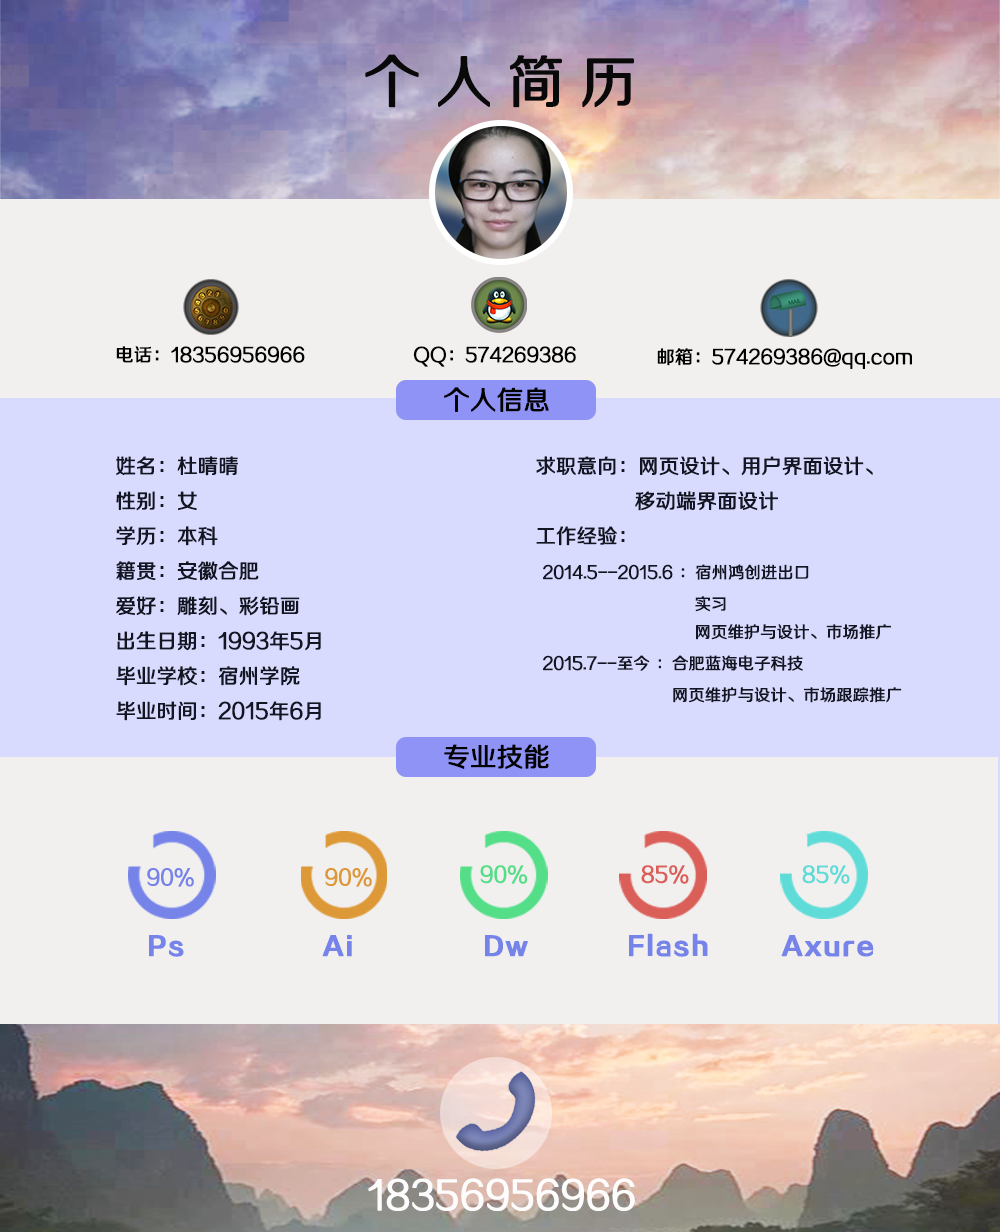 个人简历
电话：18356956966
QQ：574269386
邮箱：574269386@qq.com
个人信息
姓名：杜晴晴
性别：女
学历：本科
籍贯：安徽合肥
爱好：雕刻、彩铅画
出生日期：1993年5月
毕业学校：宿州学院
毕业时间：2015年6月
求职意向：网页设计、用户界面设计、
移动端界面设计
工作经验：
2014.5--2015.6 ：宿州鸿创进出口
实习
网页维护与设计、市场推广
2015.7--至今 ：合肥蓝海电子科技
网页维护与设计、市场跟踪推广
专业技能
90% 90% 90% 85% 85%
Ps Ai Dw Flash Axure
18356956966